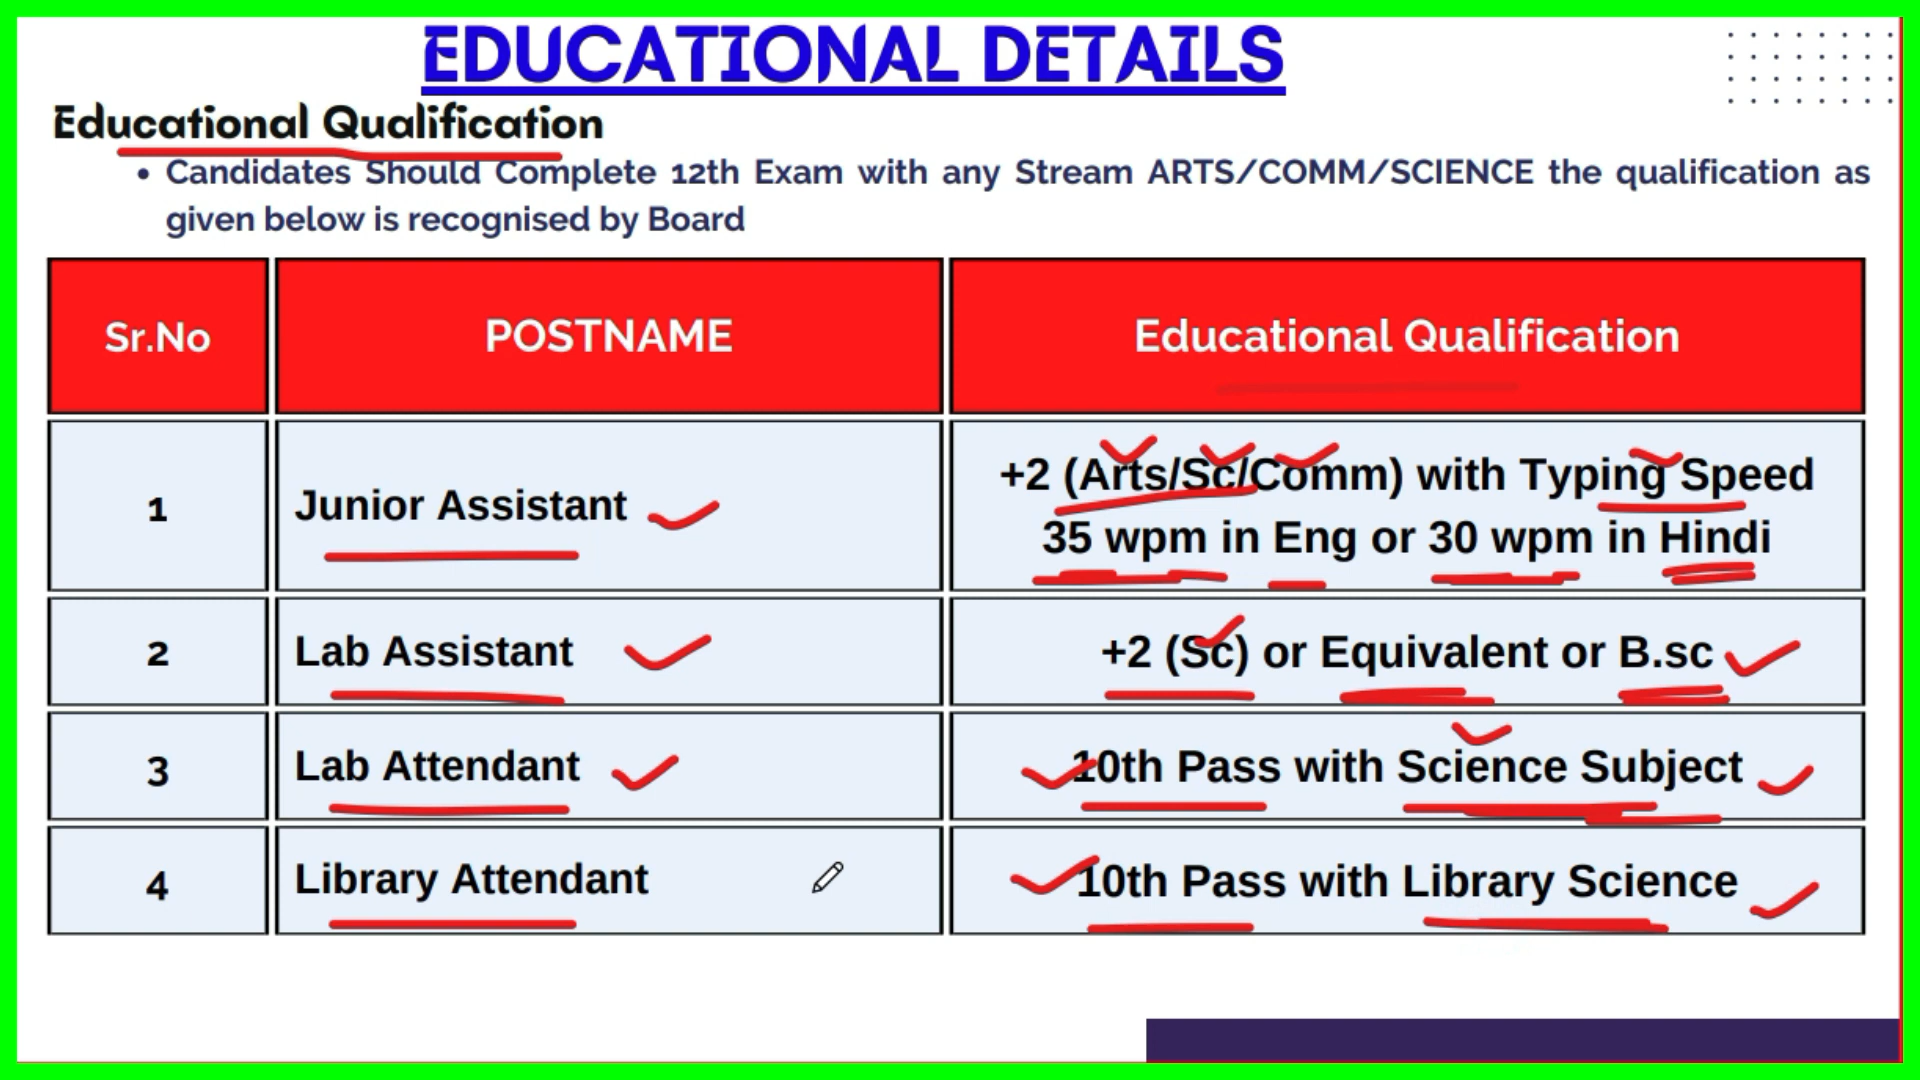 EDUCATIONAL DETAILS
Educational Qualification
• Candidates Should Complete 12th Exam with any Stream ARTS/COMM/SCIENCE the qualification as
given below is recognised by Board
Sr.No POSTNAME Educational Qualification
1 Junior Assistant +2 (Arts/Sc/Comm) with Typing Speed
35 wpm in Eng or 30 wpm in Hindi
2 Lab Assistant +2 (Sc) or Equivalent or B.sc
3 Lab Attendant 10th Pass with Science Subject
4 Library Attendant 10th Pass with Library Science